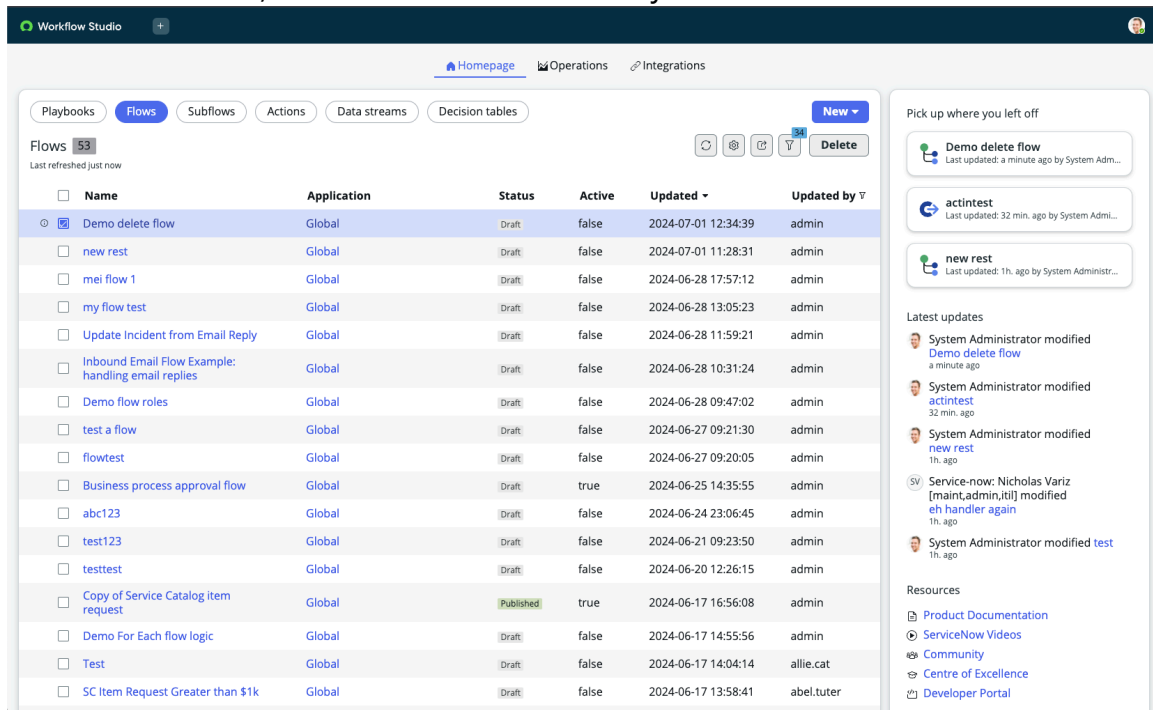 Workflow Studio
+
Homepage Operations Integrations
Playbooks Flows Subflows Actions Data streams Decision tables New
Flows 53
34
Delete
Last refreshed just now
Name Application Status Active Updated Updated by
Demo delete flow Global Draft false 2024-07-01 12:34:39 admin
new rest Global Draft false 2024-07-01 11:28:31 admin
mei flow 1 Global Draft false 2024-06-28 17:57:12 admin
my flow test Global Draft false 2024-06-28 13:05:23 admin
Update Incident from Email Reply Global Draft false 2024-06-28 11:59:21 admin
Inbound Email Flow Example:
handling email replies Global Draft false 2024-06-28 10:31:24 admin
Demo flow roles Global Draft false 2024-06-28 09:47:02 admin
test a flow Global Draft false 2024-06-27 09:21:30 admin
flowtest Global Draft false 2024-06-27 09:20:05 admin
Business process approval flow Global Draft true 2024-06-25 14:35:55 admin
abc123 Global Draft false 2024-06-24 23:06:45 admin
test123 Global Draft false 2024-06-21 09:23:50 admin
testtest Global Draft false 2024-06-20 12:26:15 admin
Copy of Service Catalog item
request Global Published true 2024-06-17 16:56:08 admin
Demo For Each flow logic Global Draft false 2024-06-17 14:55:56 admin
Test Global Draft false 2024-06-17 14:04:14 allie.cat
SC Item Request Greater than $1k Global Draft false 2024-06-17 13:58:41 abel.tuter
Pick up where you left off
Demo delete flow
Last updated: a minute ago by System Adm...
actintest
Last updated: 32 min. ago by System Admi...
new rest
Last updated: 1h. ago by System Administr...
Latest updates
System Administrator modified
Demo delete flow
a minute ago
System Administrator modified
actintest
32 min. ago
System Administrator modified
new rest
1h. ago
SV Service-now: Nicholas Variz
[maint,admin,itil] modified
eh handler again
1h. ago
System Administrator modified test
1h. ago
Resources
Product Documentation
ServiceNow Videos
Community
Centre of Excellence
Developer Portal